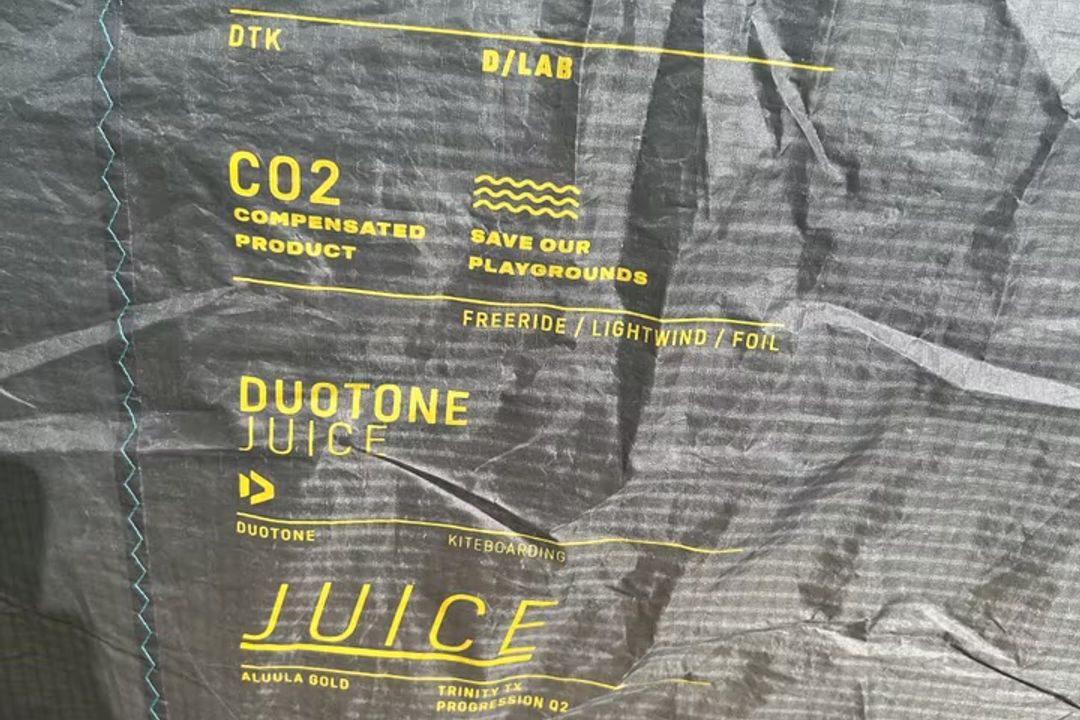 DTK
D/LAB
CO2
COMPENSATED
PRODUCT
SAVE OUR
PLAYGROUNDS
FREERIDE / LIGHTWIND / FOIL
DUOTONE
JUICE
DUOTONE
KITEBOARDING
JUICE
ALUULA GOLD
TRINITY TX
PROGRESSION Q2